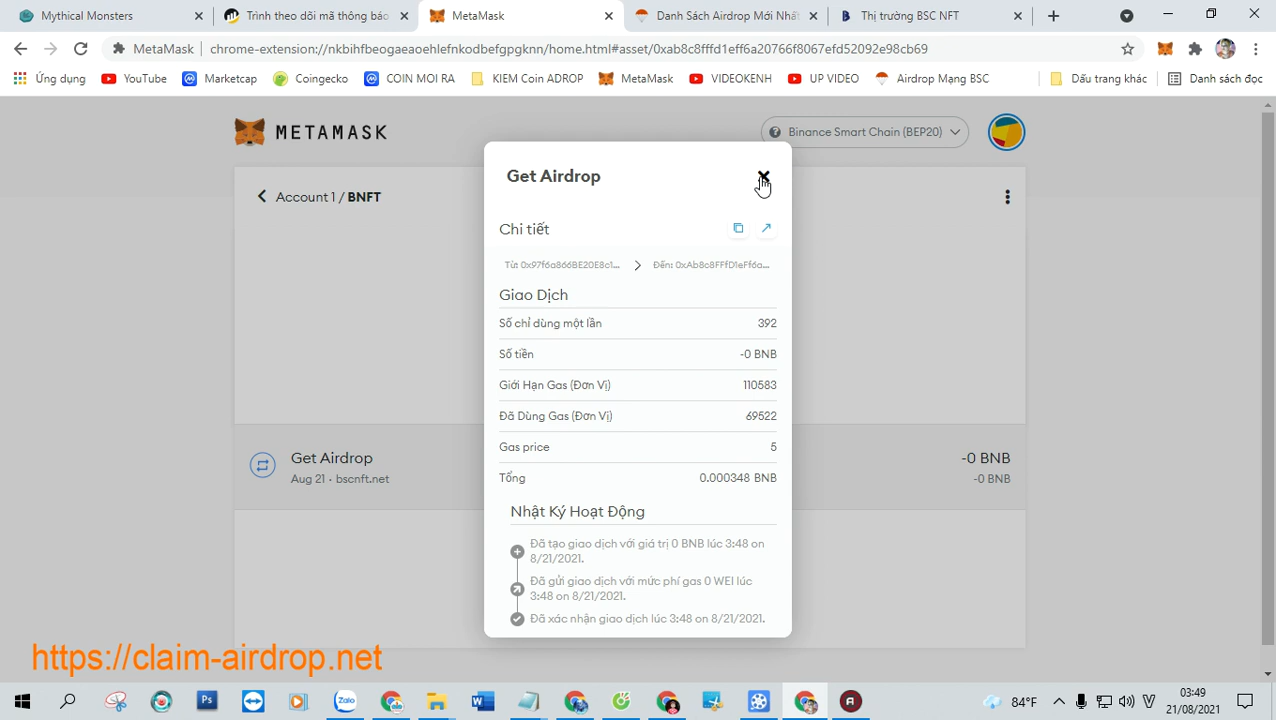 Mythical Monsters
Trình theo dõi mã thông báo
MetaMask
Danh Sách Airdrop Mới Nhất
Thị trường BSC NFT
MetaMask | chrome-extension://nkbihfbeogaeaoehlefnkodbefgpgknn/home.html#asset/0xab8c8fffd1eff6a20766f8067efd52092e98cb69
Ứng dụng YouTube Marketcap Coingecko COIN MOI RA KIEM Coin ADROP MetaMask VIDEOKENH UP VIDEO Airdrop Mạng BSC Dấu trang khác Danh sách đọc
METAMASK
Binance Smart Chain (BEP20)
Account 1 / BNFT
Get Airdrop
Chi tiết
Từ: 0x97f6a866BE20E8c1... > Đến: 0xAb8c8FFfD1eFf6a...
Giao Dịch
Số chỉ dùng một lần 392
Số tiền -0 BNB
Giới Hạn Gas (Đơn Vị) 110583
Đã Dùng Gas (Đơn Vị) 69522
Gas price 5
Tổng 0.000348 BNB
Nhật Ký Hoạt Động
Đã tạo giao dịch với giá trị 0 BNB lúc 3:48 on
8/21/2021.
Đã gửi giao dịch với mức phí gas 0 WEI lúc
3:48 on 8/21/2021.
Đã xác nhận giao dịch lúc 3:48 on 8/21/2021.
Get Airdrop
Aug 21 · bscnft.net
-0 BNB
-0 BNB
https://claim-airdrop.net
Zalo
84°F
03:49
21/08/2021